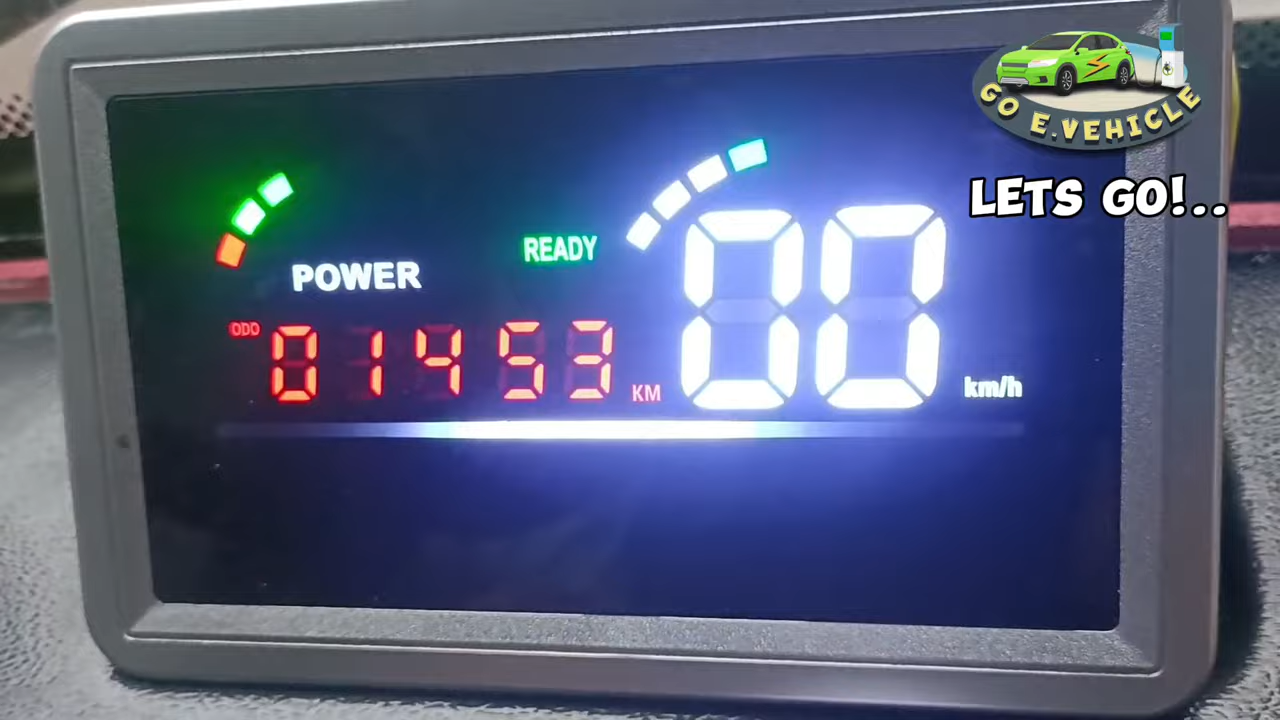 GO E.VEHICLE
LETS GO!..
READY
POWER
ODO 01453 KM
00 km/h